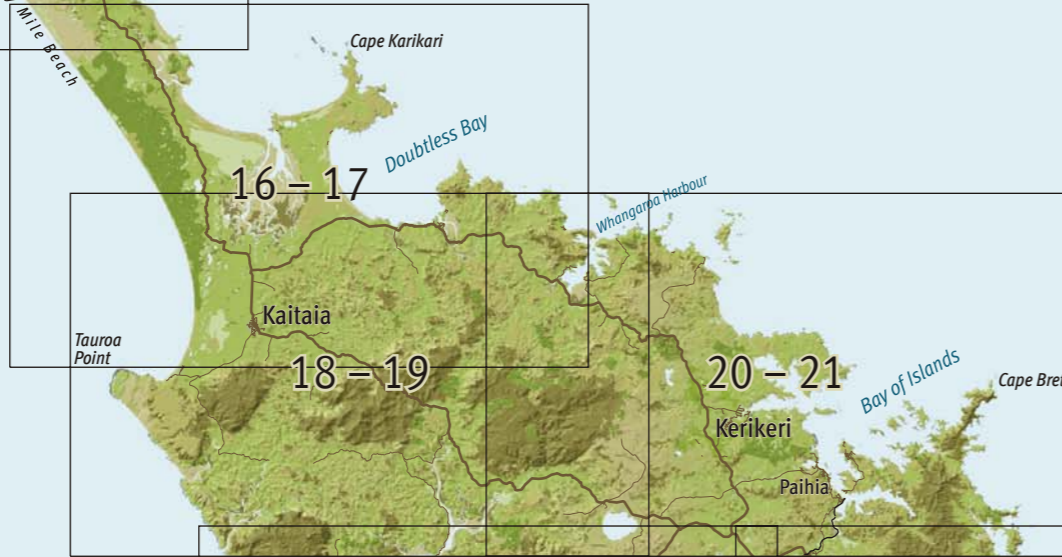 Mile Beach
Cape Karikari
Doubtless Bay
16 – 17
Whangaroa Harbour
Kaitaia
Tauroa
Point
18 – 19
20 – 21
Bay of Islands
Cape Bret
Kerikeri
Paihia